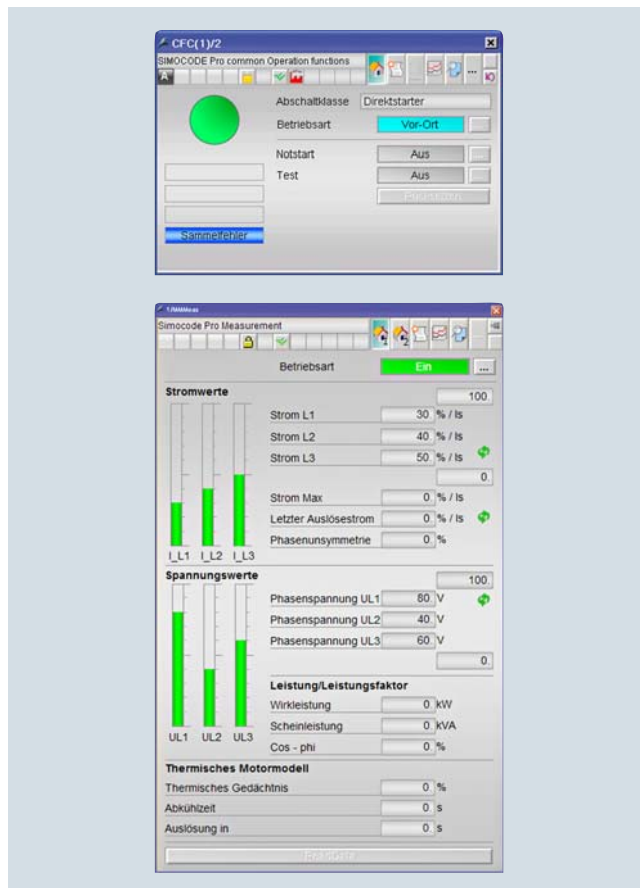 CFC(1)/2
SIMOCODE Pro common Operation functions
A
...
Abschaltklasse Direktstarter
Betriebsart Vor-Ort
Notstart Aus
Test Aus
Sammelfehler
Simocode Pro Measurement
1 2
Betriebsart Ein ...
Stromwerte
100.
Strom L1 30. % / Is
Strom L2 40. % / Is
Strom L3 50. % / Is
0.
Strom Max 0. % / Is
Letzter Auslösestrom 0. % / Is
Phasenunsymmetrie 0. %
I_L1 I_L2 I_L3
Spannungswerte
100.
Phasenspannung UL1 80. V
Phasenspannung UL2 40. V
Phasenspannung UL3 60. V
0.
Leistung/Leistungsfaktor
Wirkleistung 0. kW
Scheinleistung 0. kVA
Cos - phi 0. %
UL1 UL2 UL3
Thermisches Motormodell
Thermisches Gedächtnis 0. %
Abkühlzeit 0. s
Auslösung in 0. s